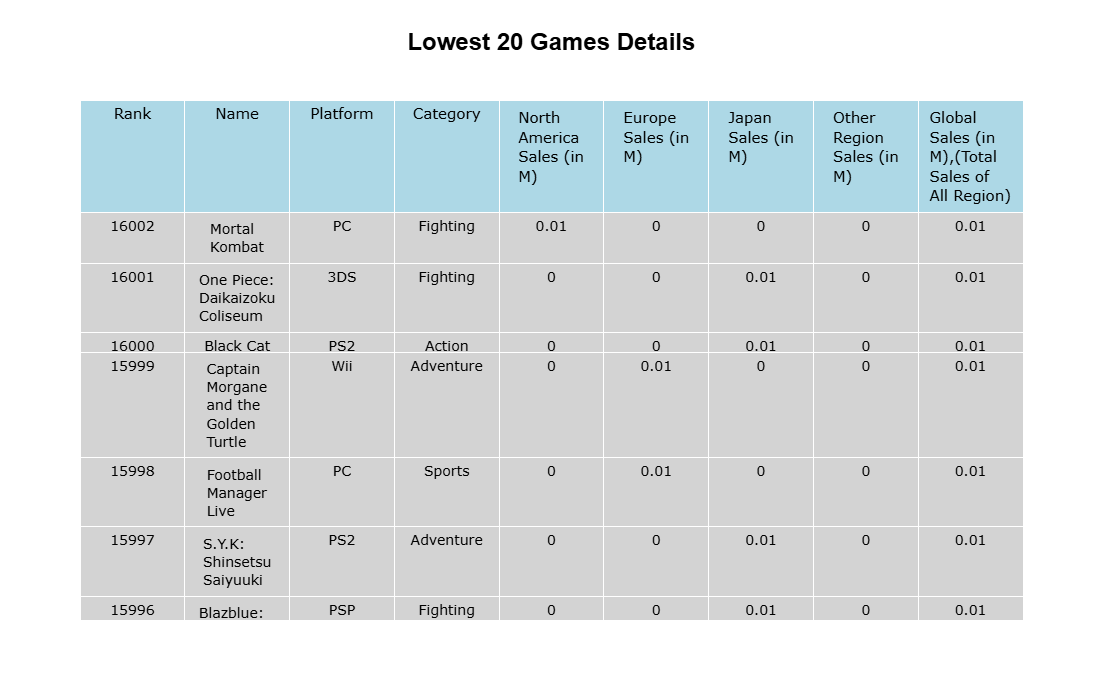 Lowest 20 Games Details
Rank Name Platform Category North America Sales (in M) Europe Sales (in M) Japan Sales (in M) Other Region Sales (in M) Global Sales (in M),(Total Sales of All Region)
16002 Mortal Kombat PC Fighting 0.01 0 0 0 0.01
16001 One Piece: Daikaizoku Coliseum 3DS Fighting 0 0 0.01 0 0.01
16000 Black Cat PS2 Action 0 0 0.01 0 0.01
15999 Captain Morgane and the Golden Turtle Wii Adventure 0 0.01 0 0 0.01
15998 Football Manager Live PC Sports 0 0.01 0 0 0.01
15997 S.Y.K: Shinsetsu Saiyuuki PS2 Adventure 0 0 0.01 0 0.01
15996 Blazblue: PSP Fighting 0 0 0.01 0 0.01